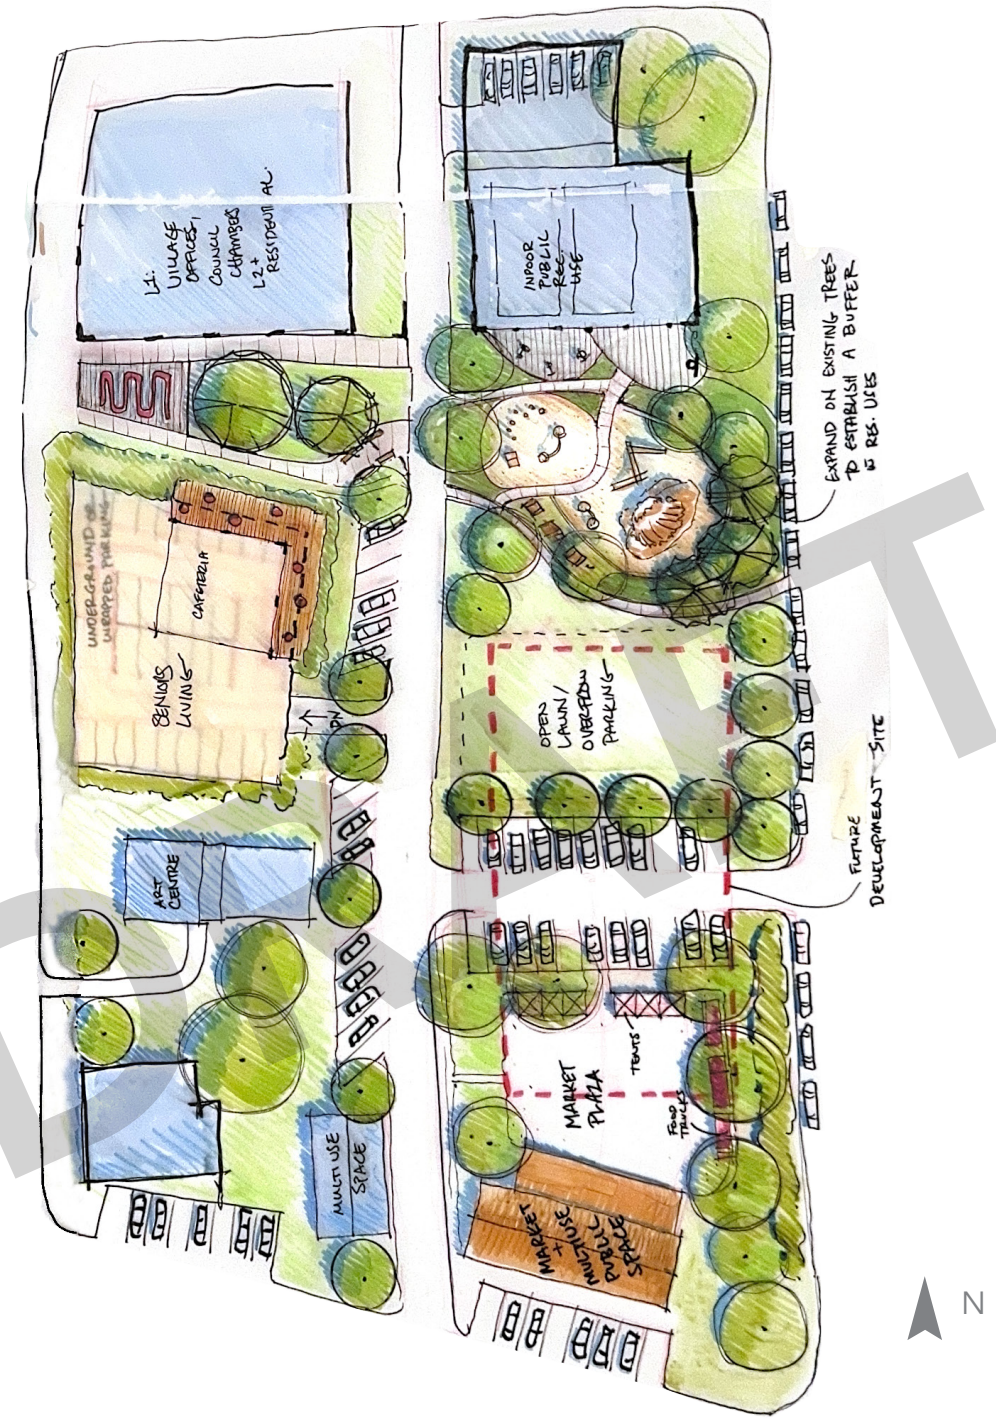 L1:
VILLAGE
OFFICES,
COUNCIL
CHAMBERS
L2+
RESIDENTIAL
INDOOR
PUBLIC
REC.
USE
EXPAND ON EXISTING TREES
TO ESTABLISH A BUFFER
RES. USES
UNDERGROUND OR
WRAPPED PARKING
CAFETERIA
SENIORS
LIVING
DN
OPEN
LAWN/
OVERFLOW
PARKING
FUTURE
DEVELOPMENT SITE
ART
CENTRE
TENTS
MARKET
PLAZA
FOOD
TRUCKS
MULTIUSE
SPACE
MARKET
+
MULTIUSE
PUBLIC
SPACE
N
DRAFT